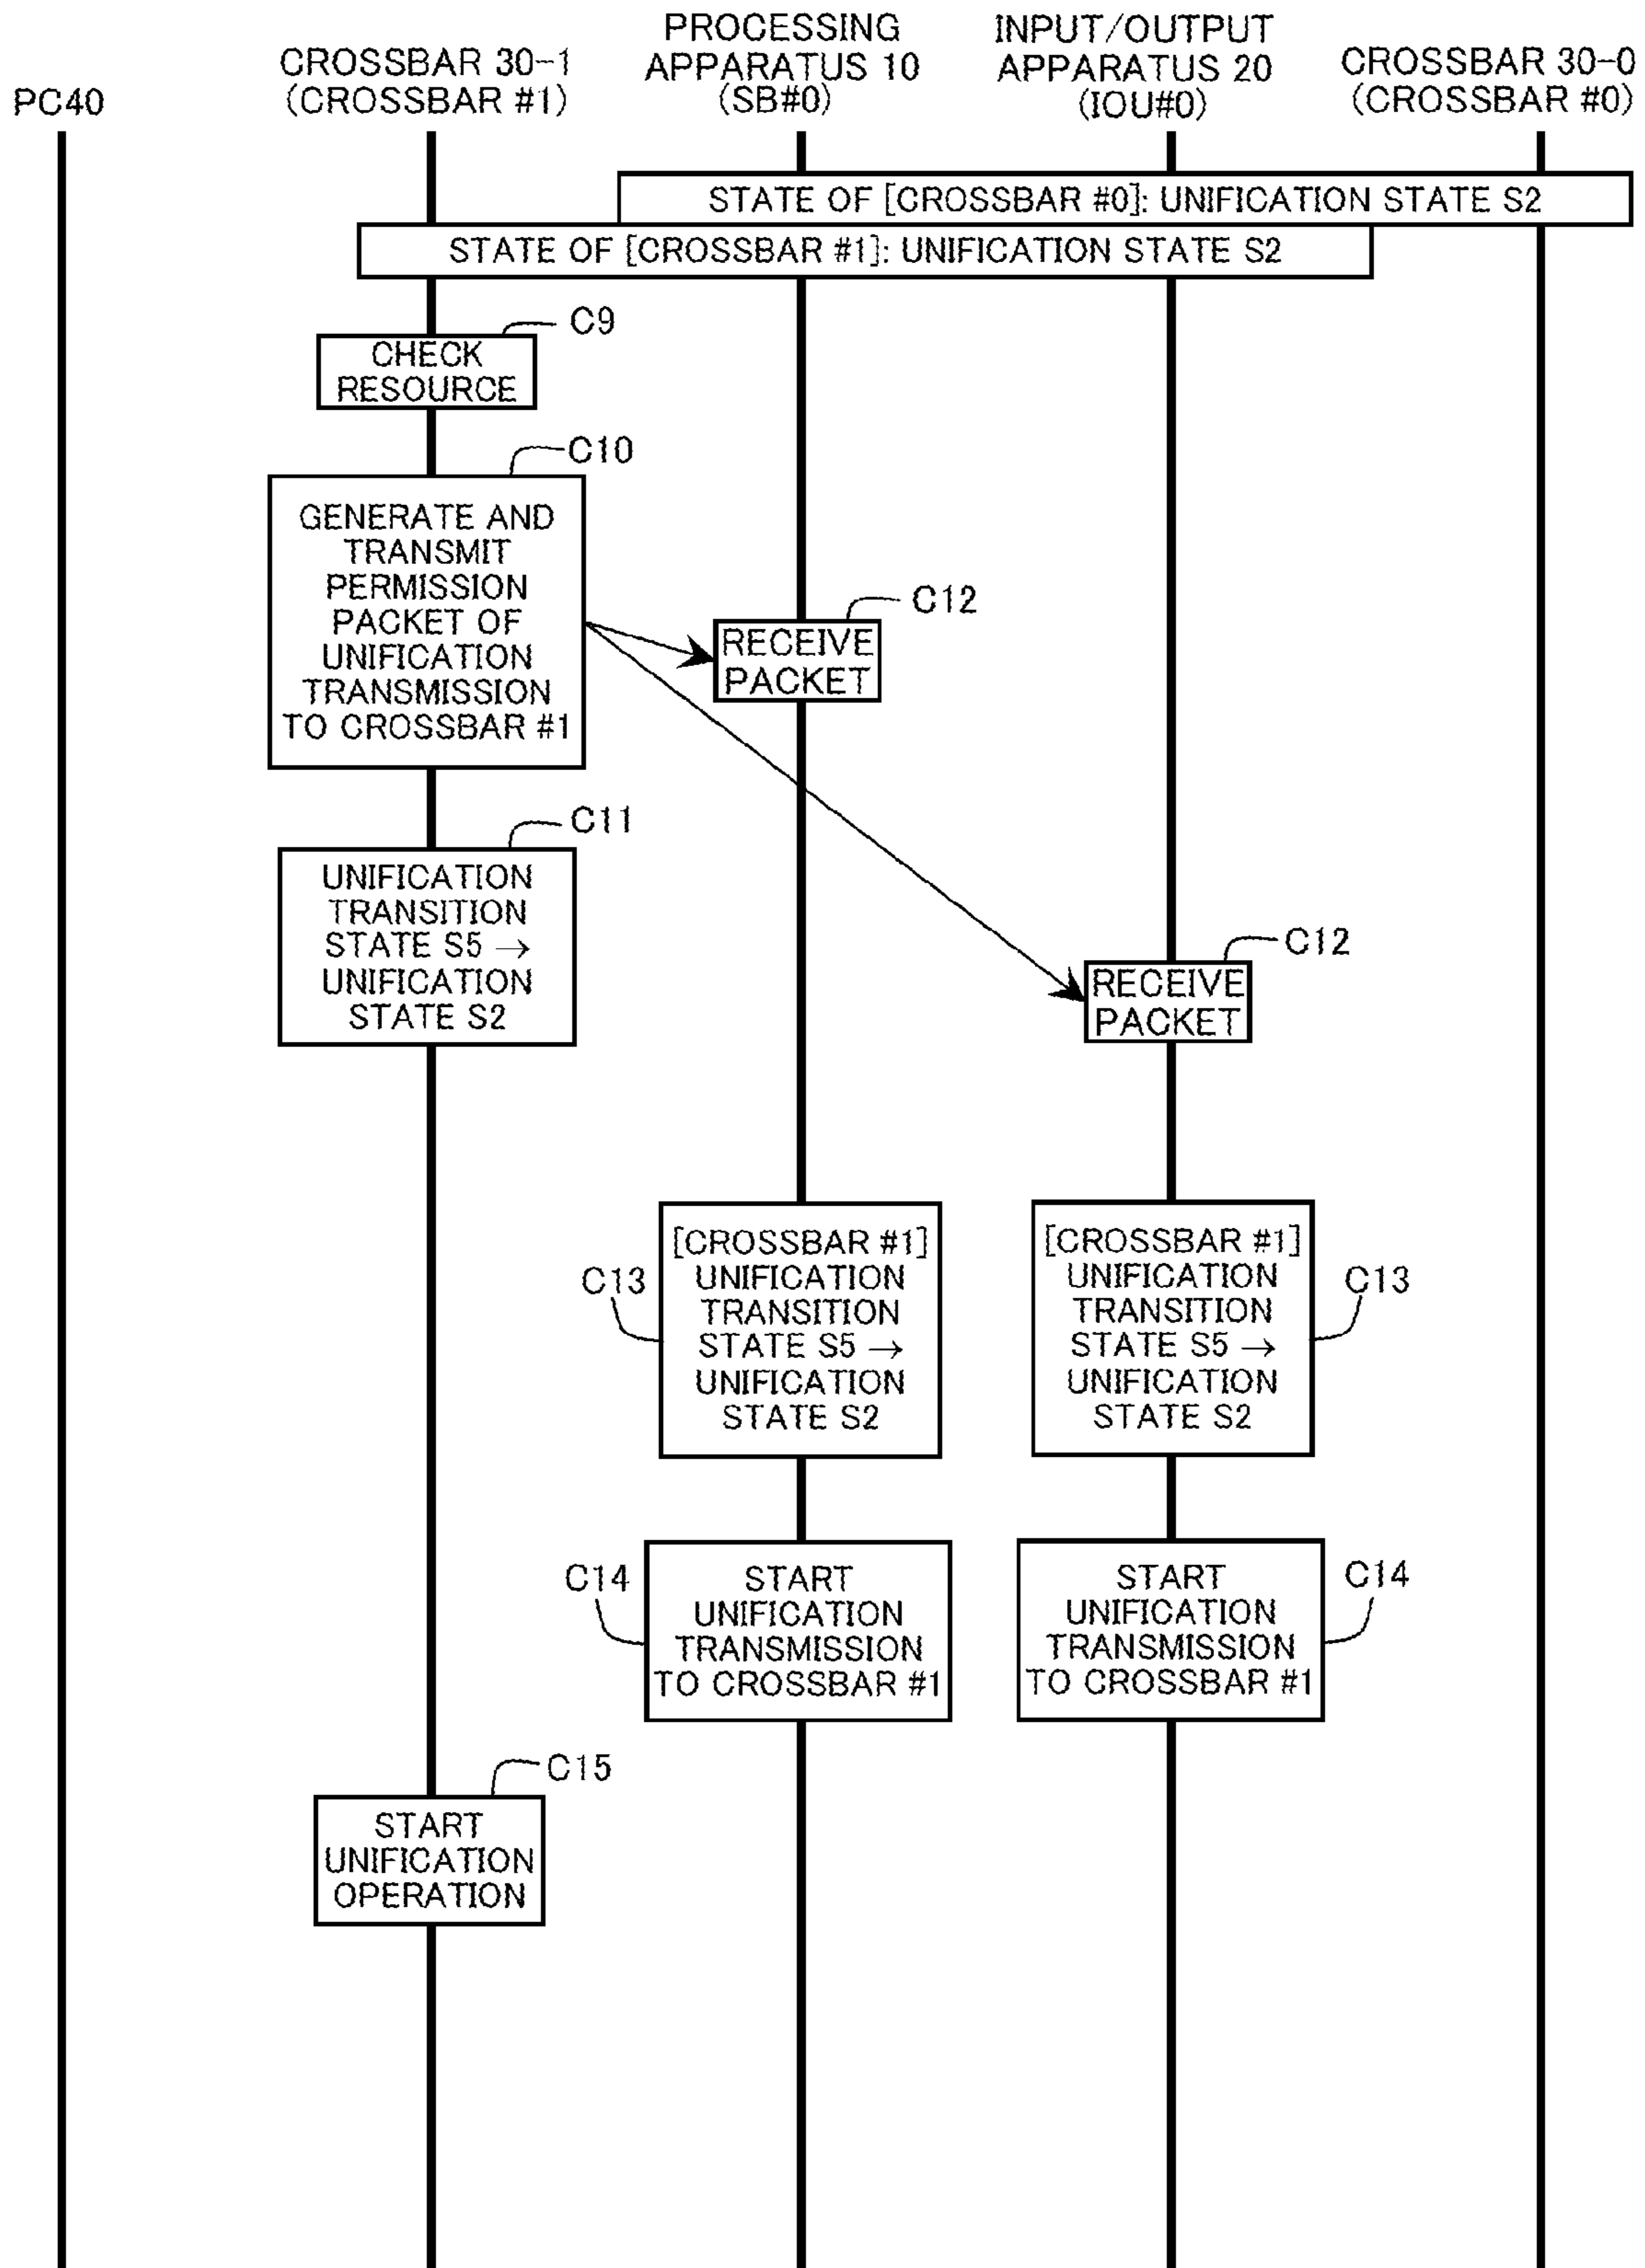 PC40
CROSSBAR 30-1
(CROSSBAR #1)
PROCESSING
APPARATUS 10
(SB#0)
INPUT/OUTPUT
APPARATUS 20
(IOU#0)
CROSSBAR 30-0
(CROSSBAR #0)
STATE OF [CROSSBAR #0]: UNIFICATION STATE S2
STATE OF [CROSSBAR #1]: UNIFICATION STATE S2
C9
CHECK
RESOURCE
C10
GENERATE AND
TRANSMIT
PERMISSION
PACKET OF
UNIFICATION
TRANSMISSION
TO CROSSBAR #1
C12
RECEIVE
PACKET
C11
UNIFICATION
TRANSITION
STATE S5 →
UNIFICATION
STATE S2
C12
RECEIVE
PACKET
C13
[CROSSBAR #1]
UNIFICATION
TRANSITION
STATE S5 →
UNIFICATION
STATE S2
[CROSSBAR #1]
UNIFICATION
TRANSITION
STATE S5 →
UNIFICATION
STATE S2
C13
C14
START
UNIFICATION
TRANSMISSION
TO CROSSBAR #1
START
UNIFICATION
TRANSMISSION
TO CROSSBAR #1
C14
C15
START
UNIFICATION
OPERATION